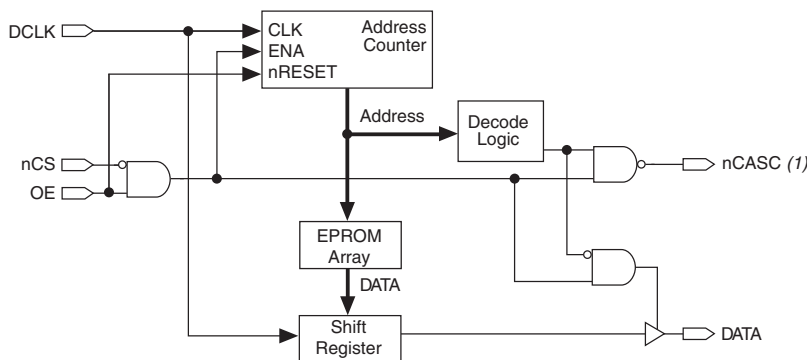 DCLK
CLK
ENA
nRESET
Address
Counter
Address
Decode
Logic
nCS
OE
nCASC (1)
EPROM
Array
DATA
Shift
Register
DATA